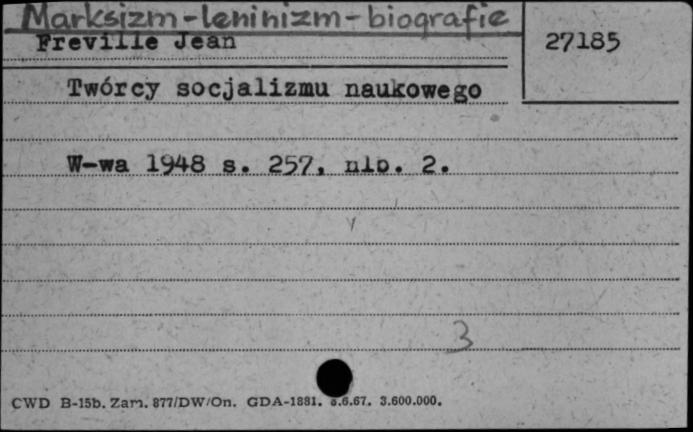 Marksizm-leninizm-biografie
Freville Jean
27185
Twórcy socjalizmu naukowego
W-wa 1948 s. 257, nlb. 2.
3
CWD B-15b. Zam. 877/DW/On. GDA-1881. 8.6.67. 3.600.000.